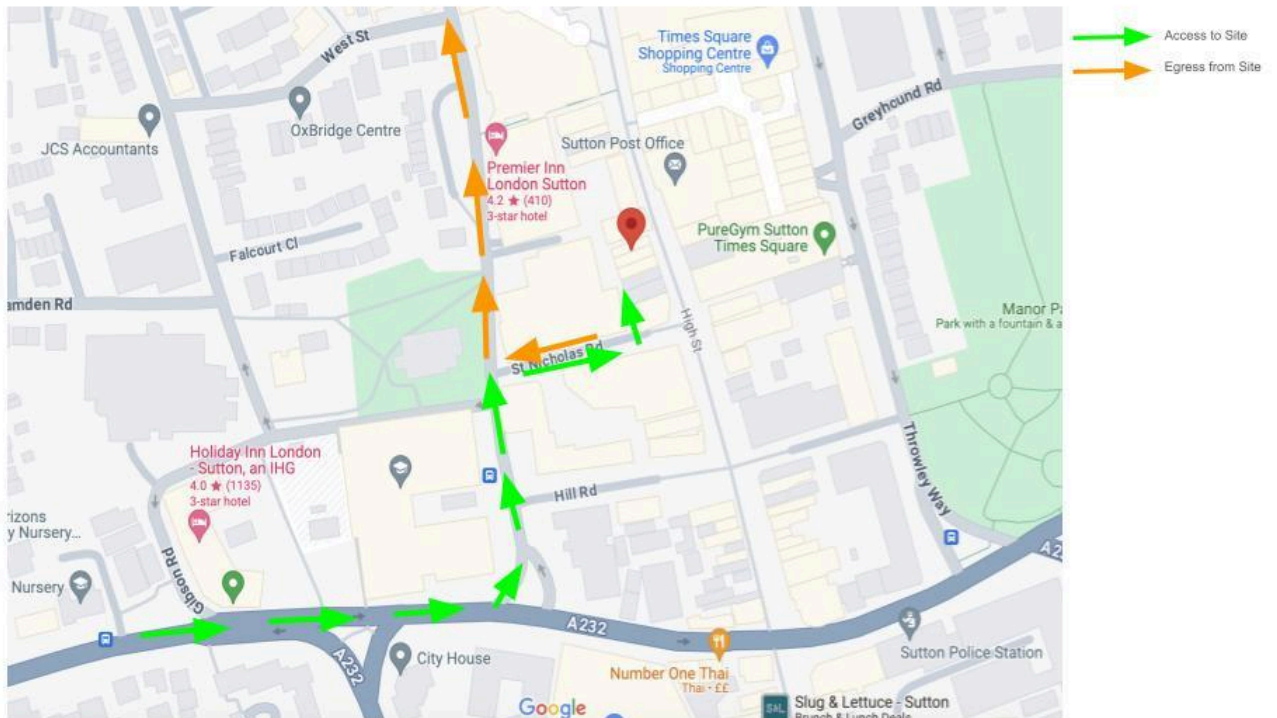 Access to Site
Egress from Site
West St
Times Square
Shopping Centre
Shopping Centre
Greyhound Rd
OxBridge Centre
JCS Accountants
Sutton Post Office
Premier Inn
London Sutton
4.2 ★ (410)
3-star hotel
PureGym Sutton
Times Square
Falcourt Cl
amden Rd
High St
Manor Pa
Park with a fountain & a
St Nicholas Rd
Holiday Inn London
- Sutton, an IHG
4.0 ★ (1135)
3-star hotel
Hill Rd
Throwley Way
rizons
y Nursery...
Nursery
Gibson Rd
A232
A232
A2
City House
Number One Thai
Thai · ££
Sutton Police Station
Google
S&L
Slug & Lettuce - Sutton
Brunch & Lunch Deals